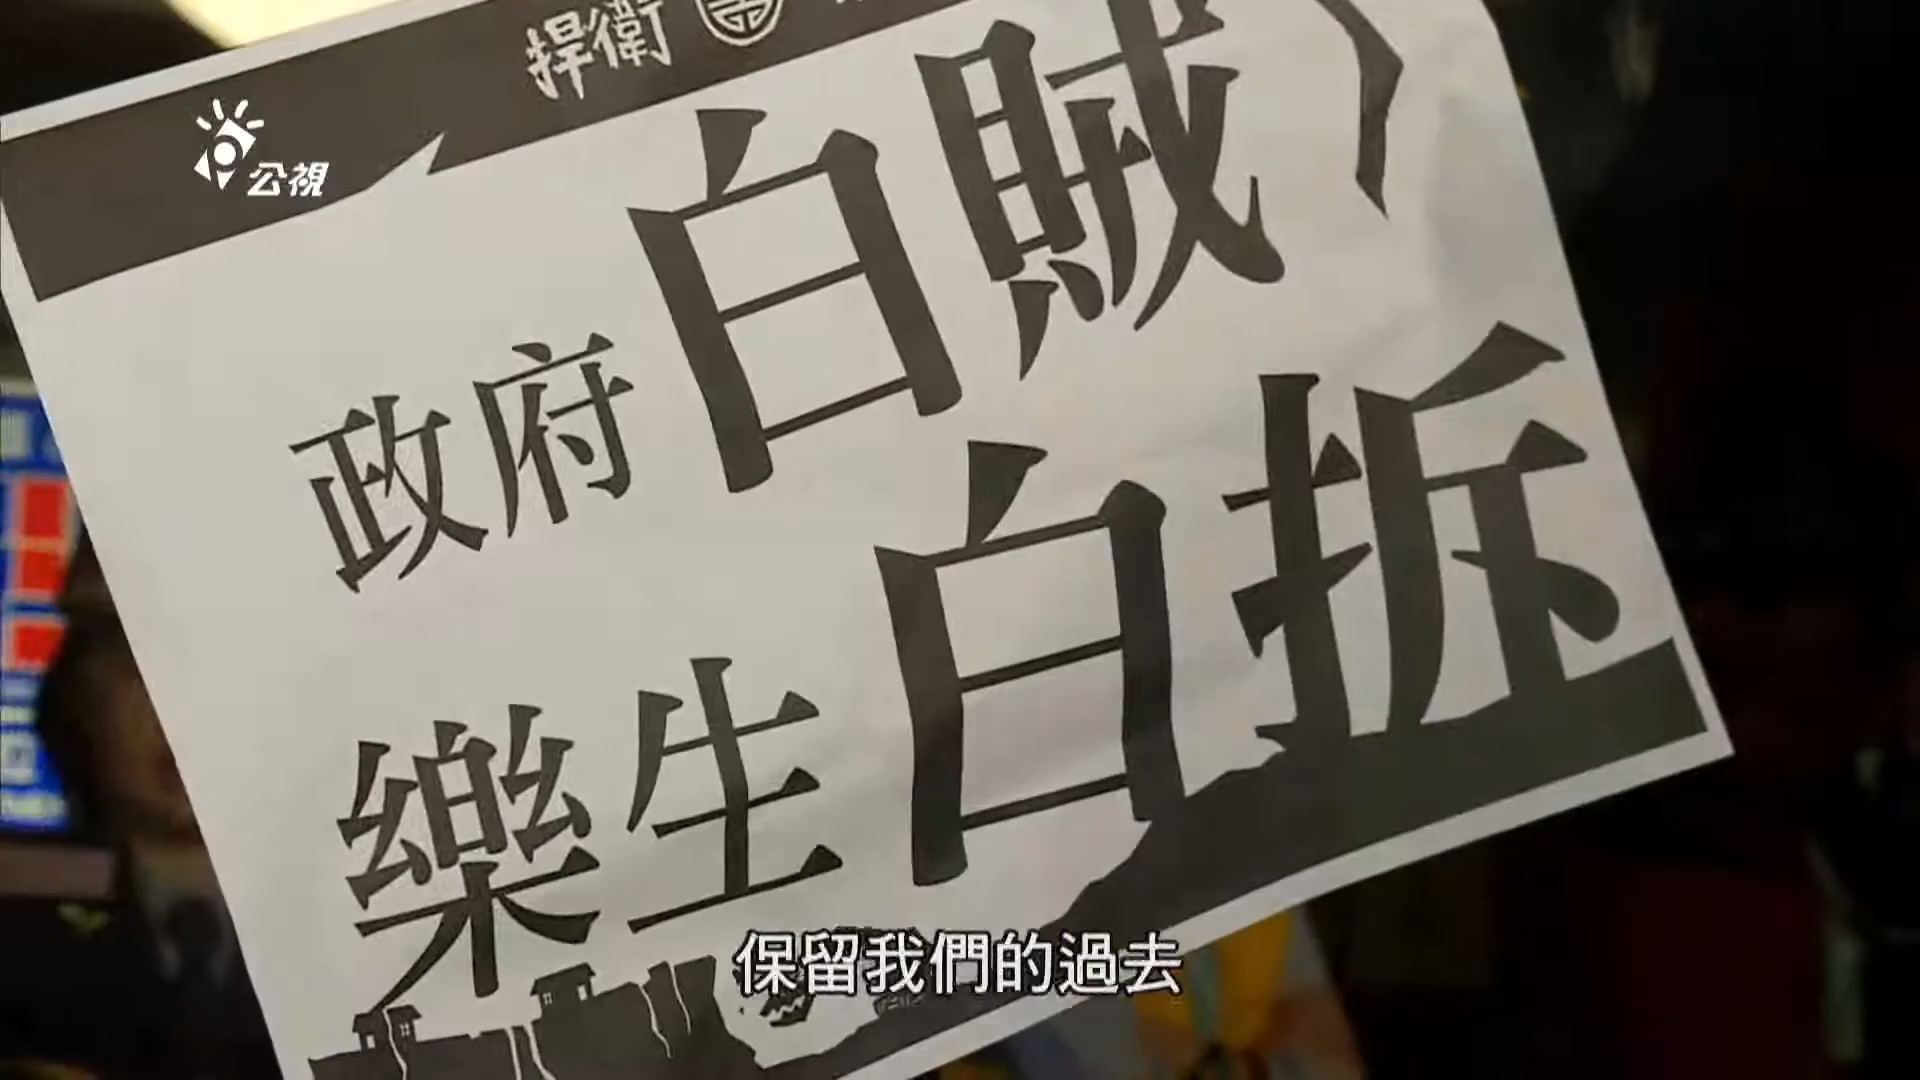 捍衛
公視
政府白賊〉
樂生白拆
保留我們的過去